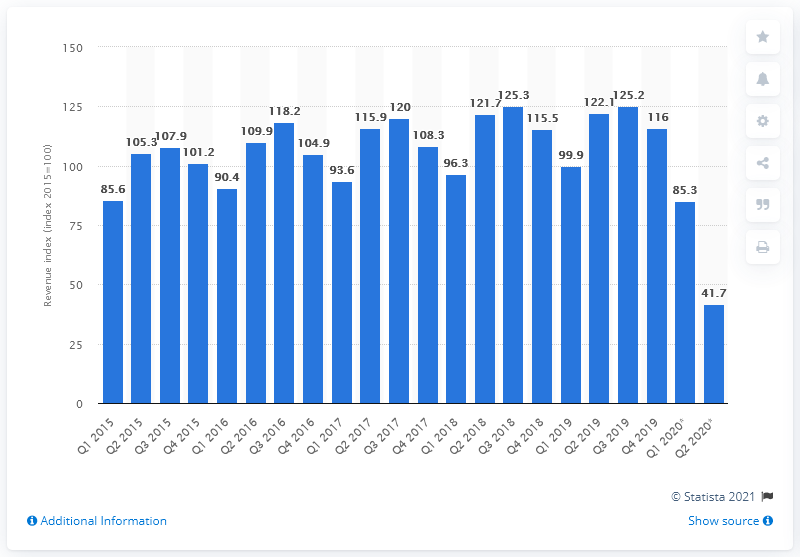 150
125
100
75
50
25
0
Revenue index (index 2015=100)
85.6
105.3
107.9
101.2
90.4
109.9
118.2
104.9
93.6
115.9
120
108.3
96.3
121.7
125.3
115.5
99.9
122.1
125.2
116
85.3
41.7
Q1 2015
Q2 2015
Q3 2015
Q4 2015
Q1 2016
Q2 2016
Q3 2016
Q4 2016
Q1 2017
Q2 2017
Q3 2017
Q4 2017
Q1 2018
Q2 2018
Q3 2018
Q4 2018
Q1 2019
Q2 2019
Q3 2019
Q4 2019
Q1 2020*
Q2 2020*
© Statista 2021
Additional Information
Show source